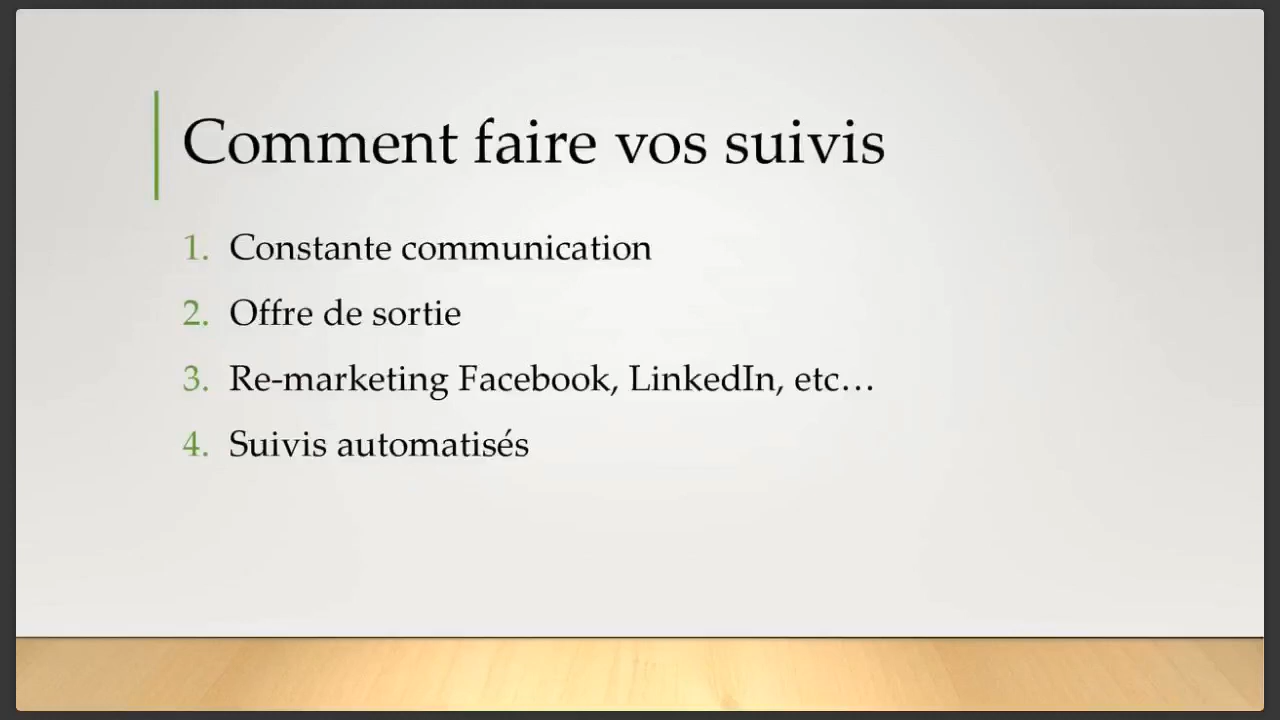 Comment faire vos suivis
1. Constante communication
2. Offre de sortie
3. Re-marketing Facebook, LinkedIn, etc…
4. Suivis automatisés